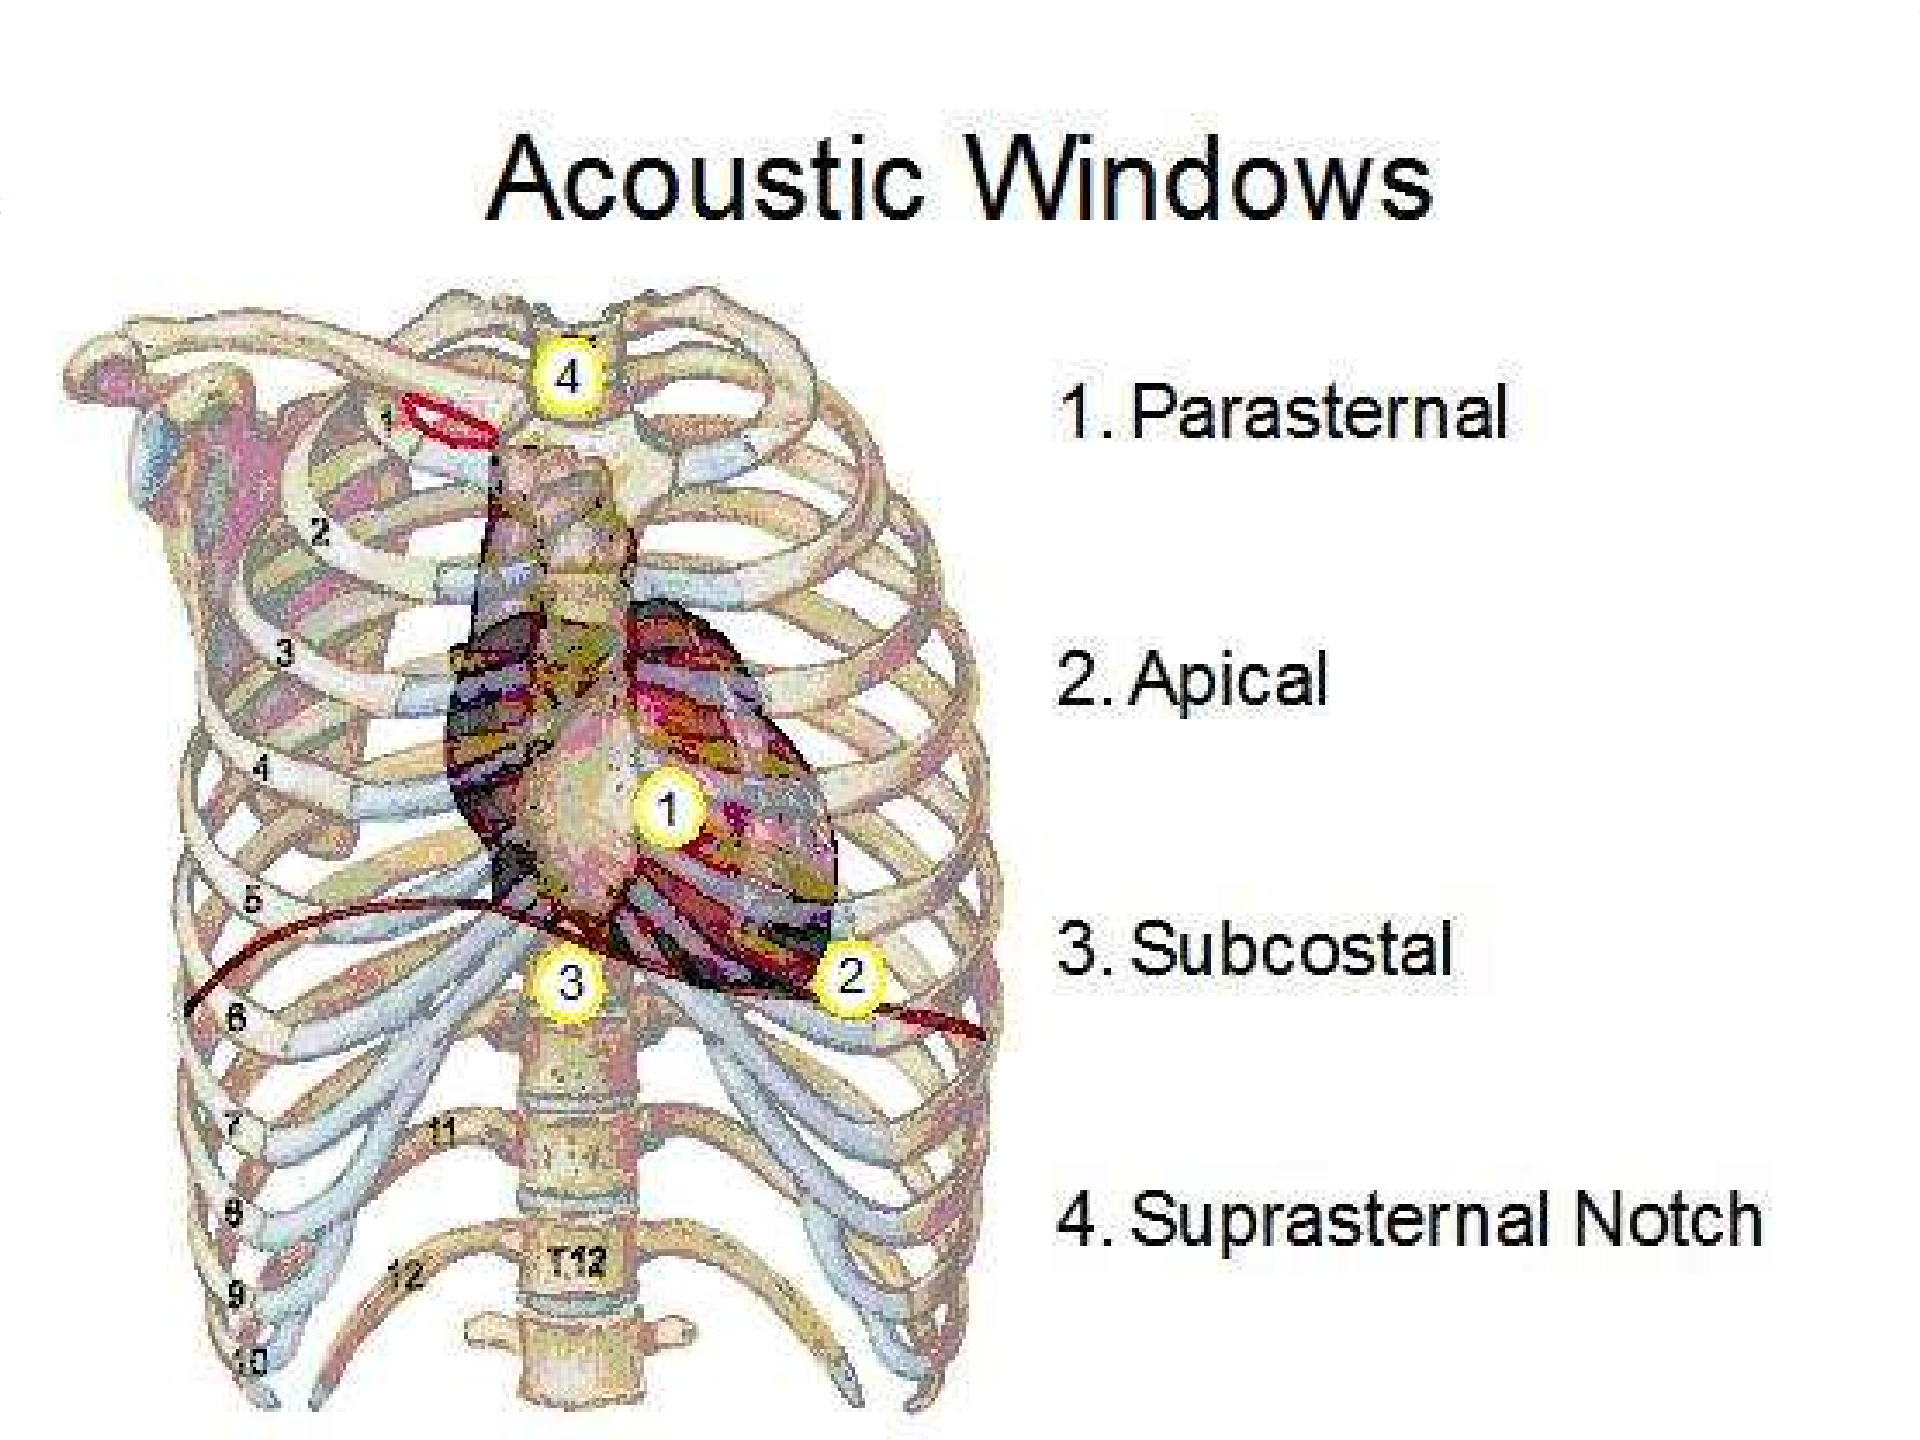 Acoustic Windows
4
1
2
3
4
5
6
7
8
9
10
11
12
T12
1
2
3
1. Parasternal
2. Apical
3. Subcostal
4. Suprasternal Notch